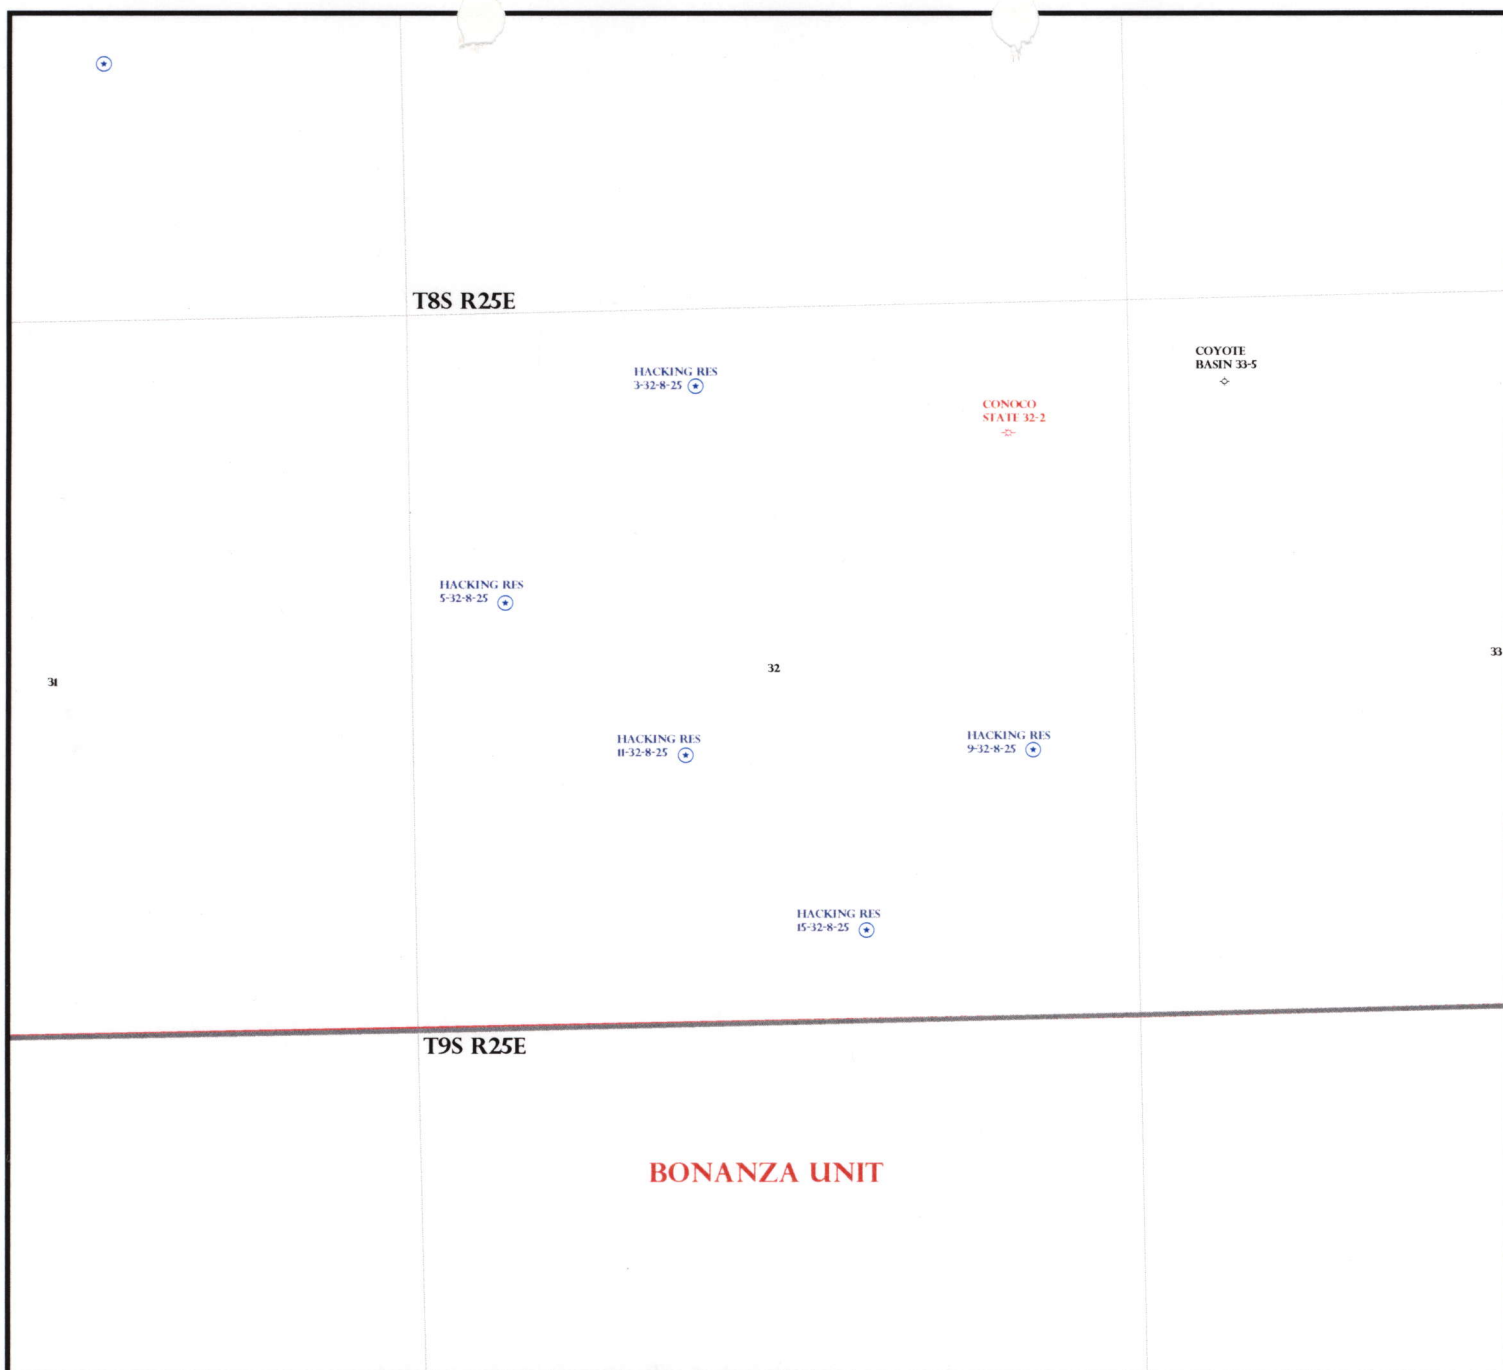 T8S R25E
COYOTE
BASIN 33-5
HACKING RES
3-32-8-25
CONOCO
STATE 32-2
HACKING RES
5-32-8-25
31
32
33
HACKING RES
11-32-8-25
HACKING RES
9-32-8-25
HACKING RES
15-32-8-25
T9S R25E
BONANZA UNIT